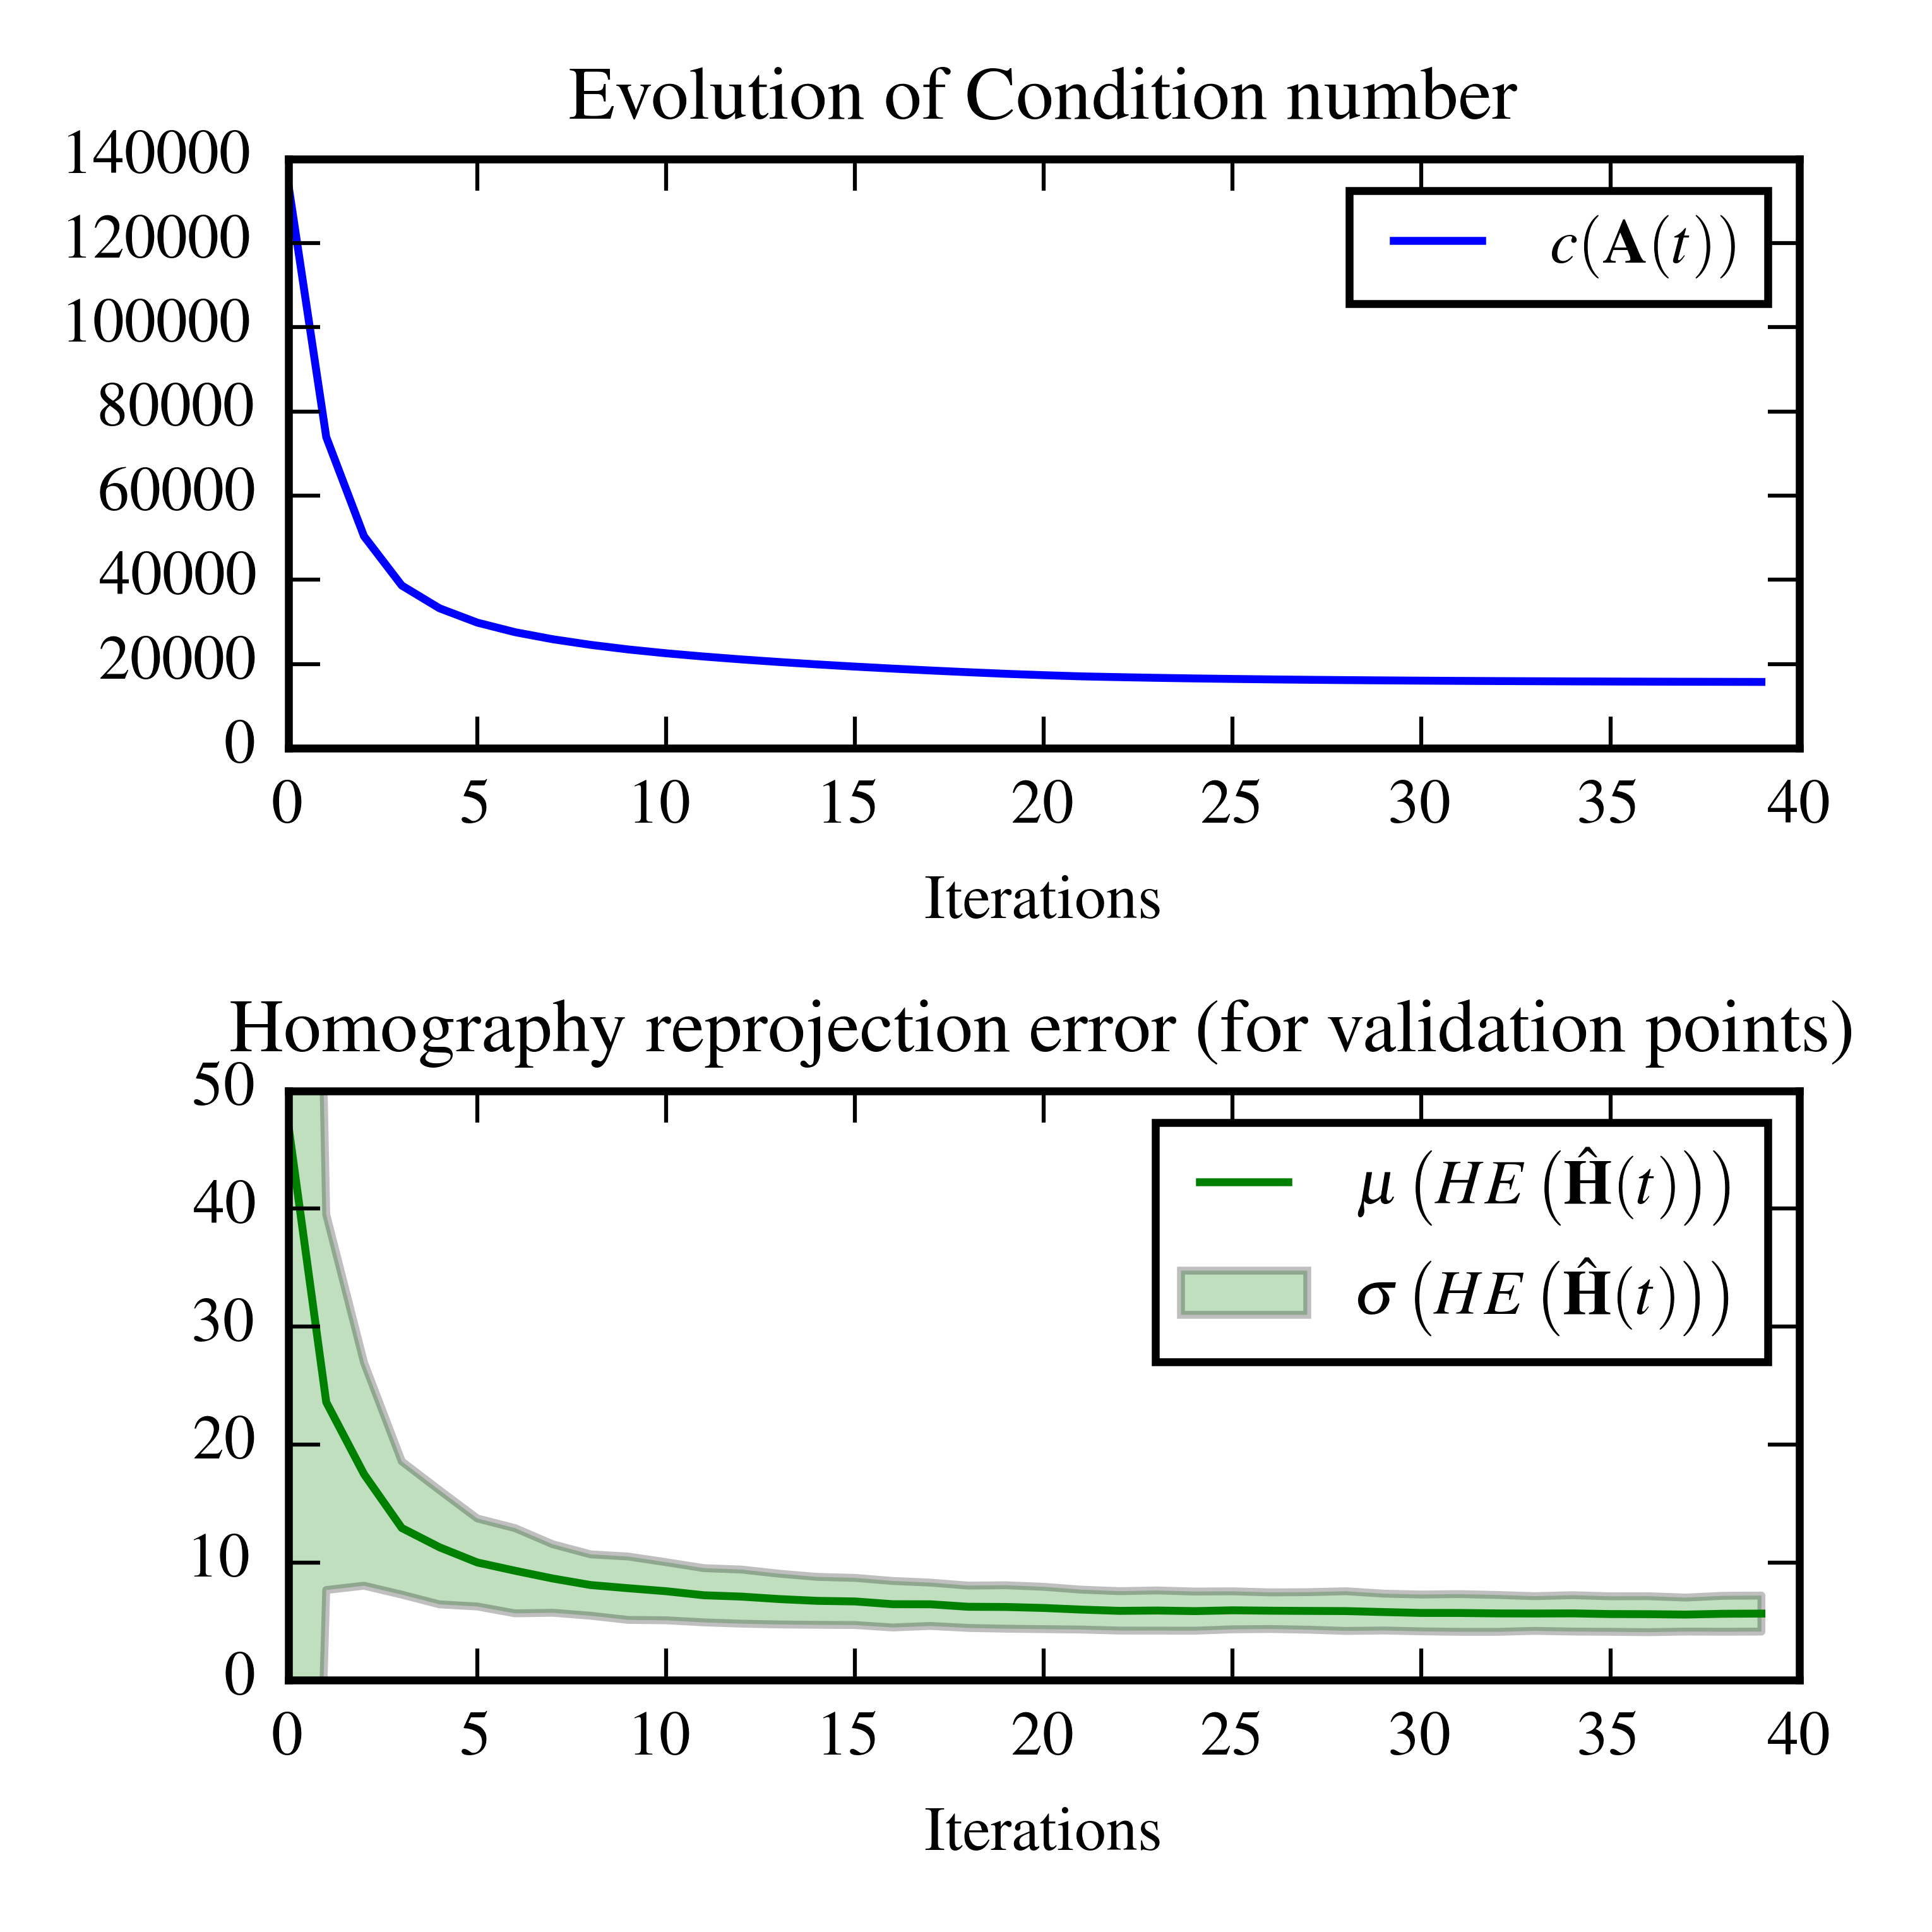 Evolution of Condition number
140000
120000
100000
80000
60000
40000
20000
0
c(A(t))
0 5 10 15 20 25 30 35 40
Iterations
Homography reprojection error (for validation points)
50
40
30
20
10
0
μ (HE (Ĥ(t)))
σ (HE (Ĥ(t)))
0 5 10 15 20 25 30 35 40
Iterations